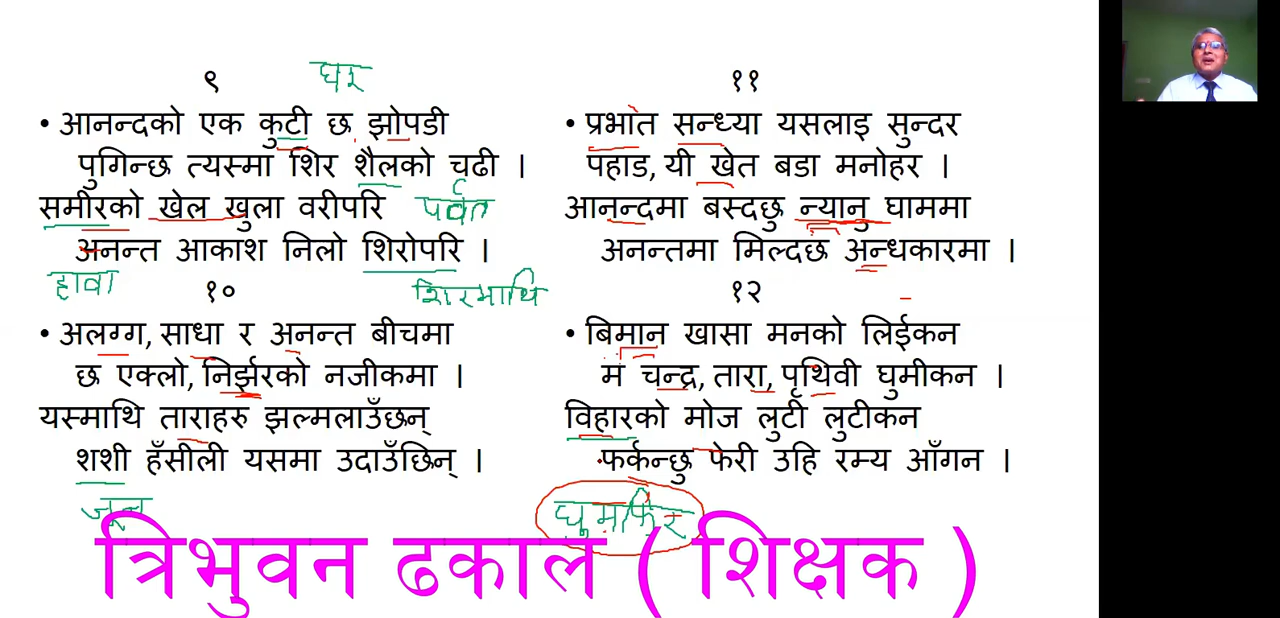 ९
घर
• आनन्दको एक कुटी छ झोपडी
पुगिन्छ त्यस्मा शिर शैलको चढी ।
समीरको खेल खुला वरीपरि
पर्वत
अनन्त आकाश निलो शिरोपरि ।
हावा
शिरमाथि
१०
• अलग्ग, साधा र अनन्त बीचमा
छ एक्लो, निर्झरको नजीकमा ।
यस्माथि ताराहरु झल्मलाउँछन्
शशी हँसीली यसमा उदाउँछिन् ।
जून
११
• प्रभात सन्ध्या यसलाइ सुन्दर
पहाड, यी खेत बडा मनोहर ।
आनन्दमा बस्दछु न्यानु घाममा
अनन्तमा मिल्दछ अन्धकारमा ।
१२
• बिमान खासा मनको लिईकन
म चन्द्र, तारा, पृथिवी घुमीकन ।
विहारको मोज लुटी लुटीकन
फर्कन्छु फेरी उहि रम्य आँगन ।
घुमफिर
त्रिभुवन ढकाल ( शिक्षक )